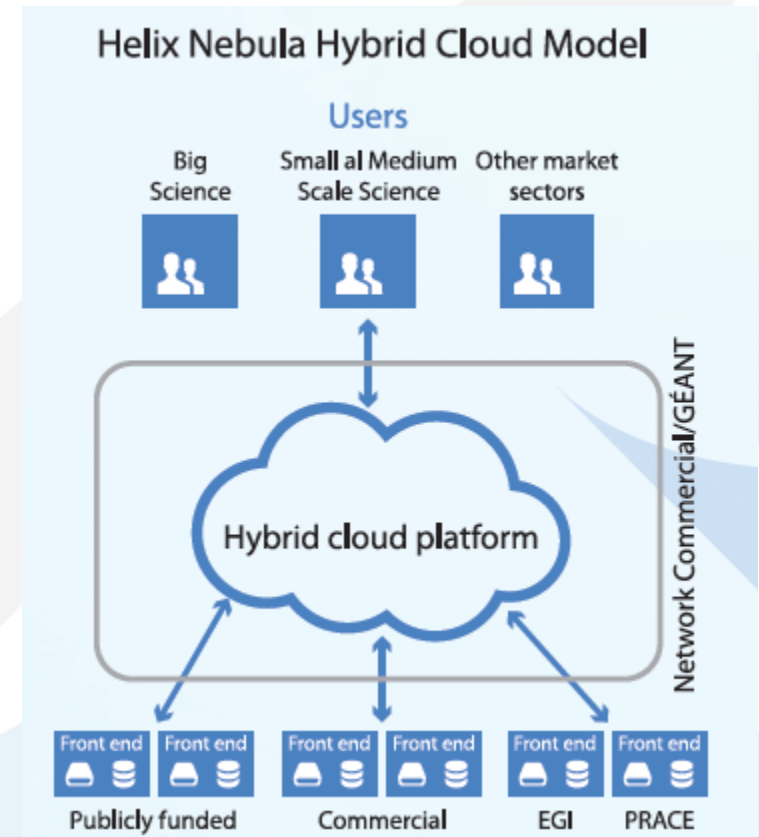 Helix Nebula Hybrid Cloud Model
Users
Big
Science
Small al Medium
Scale Science
Other market
sectors
Network Commercial/GÉANT
Hybrid cloud platform
Front end
Front end
Front end
Front end
Front end
Front end
Publicly funded
Commercial
EGI
PRACE